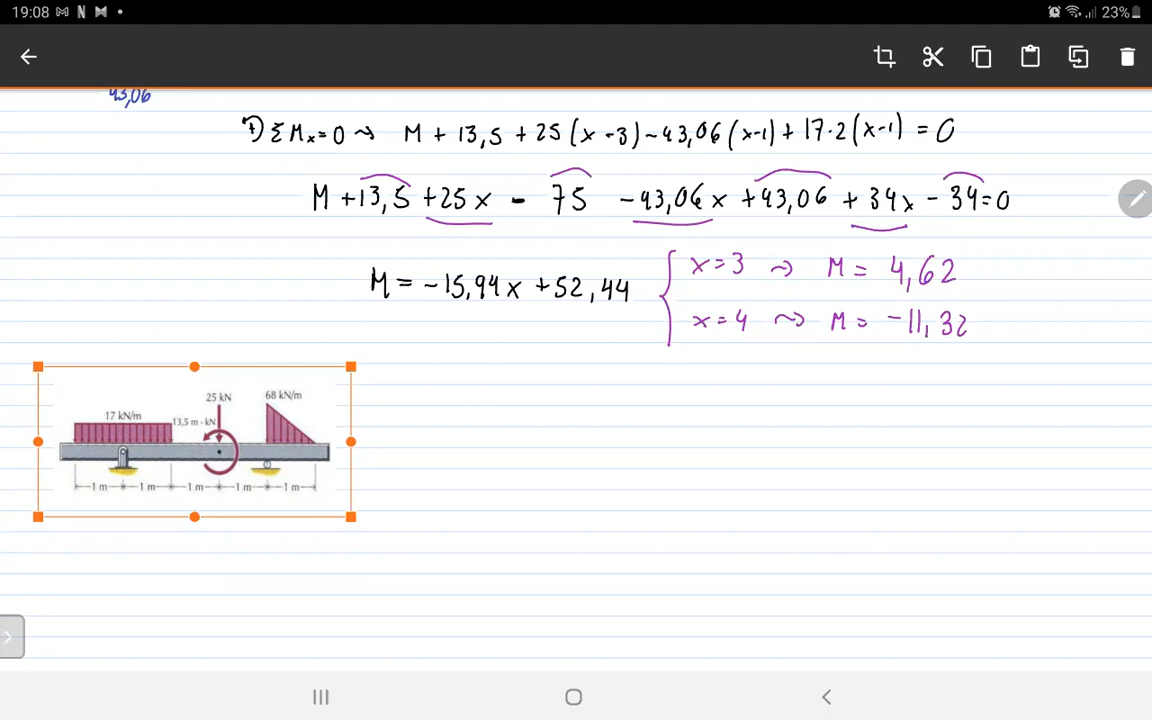 19:08
23%
43,06
ΣMx=0 ⇝ M + 13,5 + 25(x-3) - 43,06(x-1) + 17·2(x-1) = 0
M + 13,5 + 25x - 75 - 43,06x + 43,06 + 34x - 34 = 0
M = -15,94x + 52,44
x=3 ⇝ M = 4,62
x=4 ⇝ M = -11,32
25 kN
68 kN/m
17 kN/m
13,5 m·kN
1 m 1 m 1 m 1 m 1 m